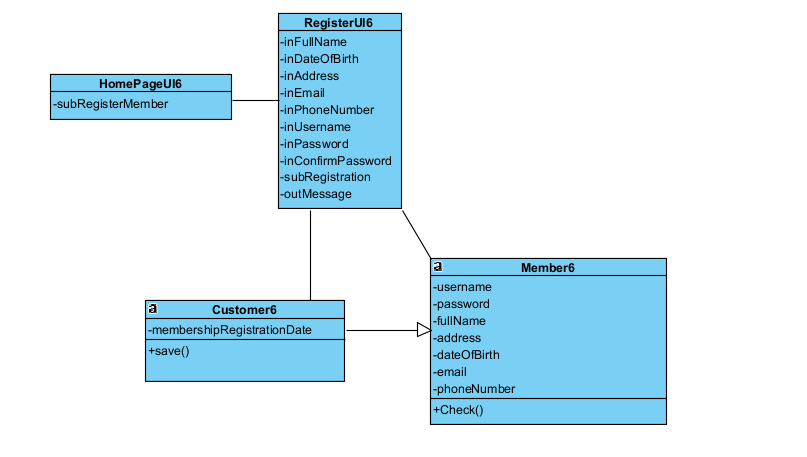 RegisterUI6
-inFullName
-inDateOfBirth
-inAddress
-inEmail
-inPhoneNumber
-inUsername
-inPassword
-inConfirmPassword
-subRegistration
-outMessage
HomePageUI6
-subRegisterMember
a
Customer6
-membershipRegistrationDate
+save()
a
Member6
-username
-password
-fullName
-address
-dateOfBirth
-email
-phoneNumber
+Check()